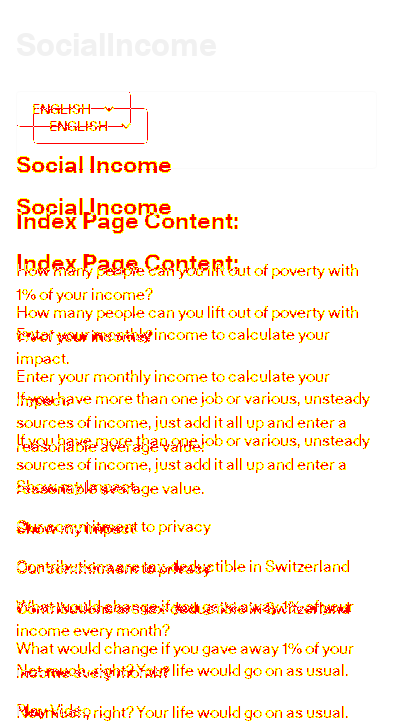 SocialIncome
ENGLISH
ENGLISH
Social Income
Social Income
Index Page Content:
Index Page Content:
How many people can you lift out of poverty with
1% of your income?
How many people can you lift out of poverty with
1% of your income?
Enter your monthly income to calculate your
impact.
Enter your monthly income to calculate your
impact.
If you have more than one job or various, unsteady
sources of income, just add it all up and enter a
reasonable average value.
If you have more than one job or various, unsteady
sources of income, just add it all up and enter a
reasonable average value.
Show my impact
Our commitment to privacy
Show my impact
Contributions are tax-deductible in Switzerland
Our commitment to privacy
What would change if you gave away 1% of your
Contributions are tax-deductible in Switzerland
income every month?
What would change if you gave away 1% of your
income every month?
Not much, right? Your life would go on as usual.
Play Video
Not much, right? Your life would go on as usual.